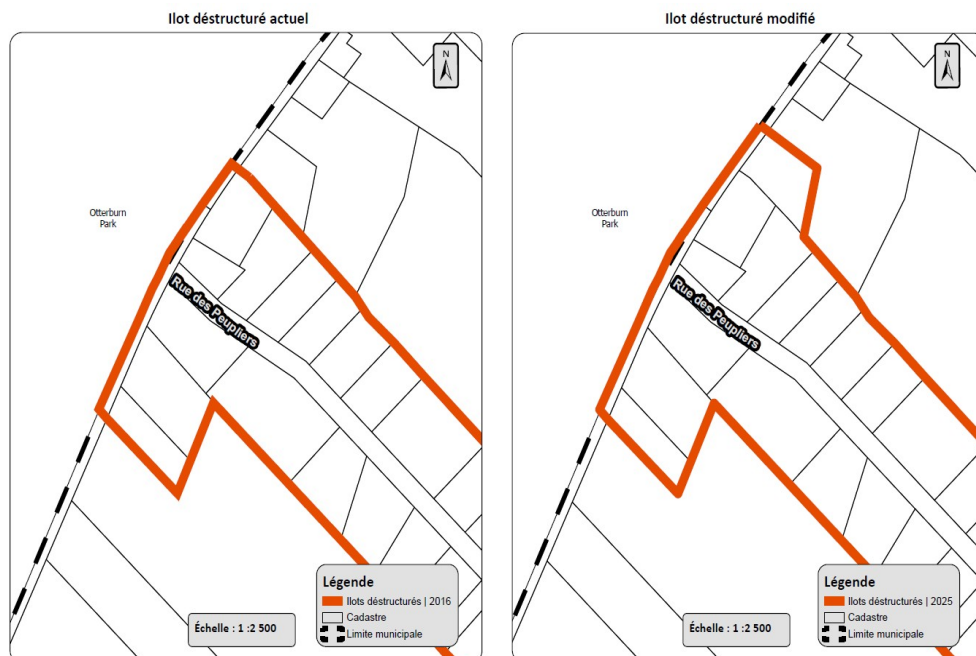 Ilot déstructuré actuel
N
Otterburn
Park
Rue des Peupliers
Échelle : 1 :2 500
Légende
Ilots déstructurés | 2016
Cadastre
Limite municipale
Ilot déstructuré modifié
N
Otterburn
Park
Rue des Peupliers
Échelle : 1 :2 500
Légende
Ilots déstructurés | 2025
Cadastre
Limite municipale